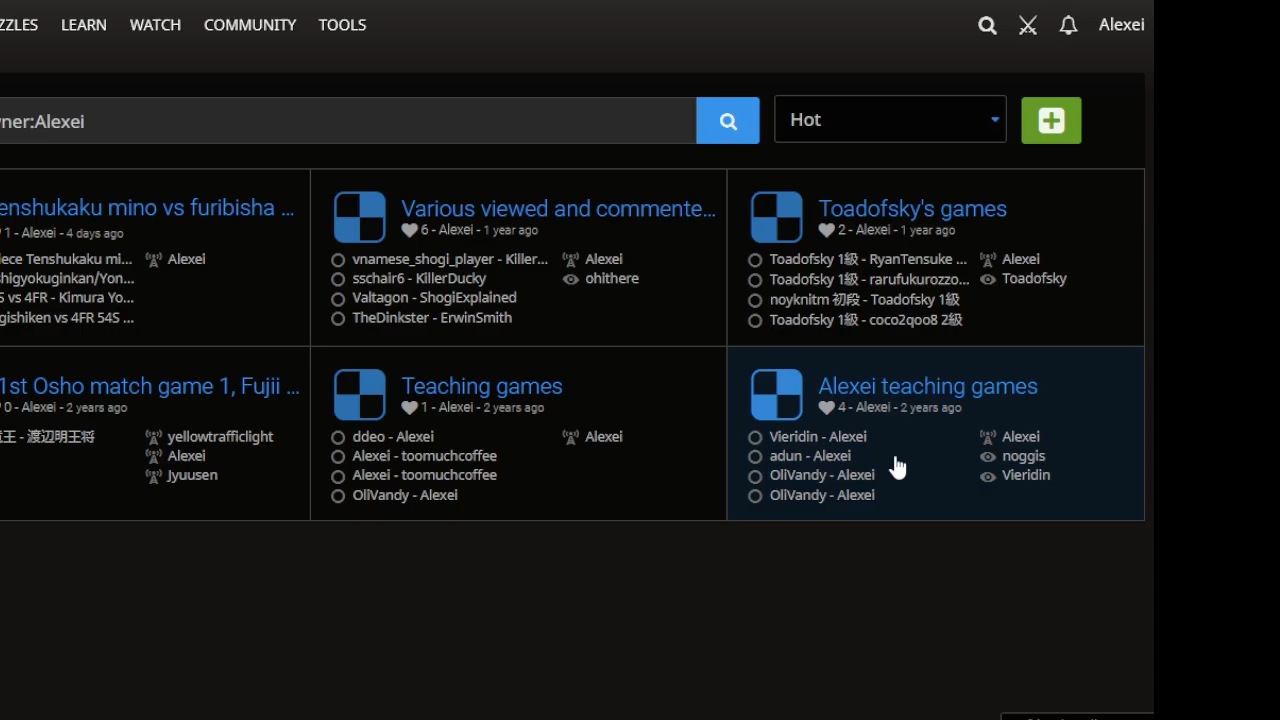 ZZLES LEARN WATCH COMMUNITY TOOLS Alexei
ner:Alexei Hot
enshukaku mino vs furibisha ...
1 - Alexei - 4 days ago
iece Tenshukaku mi... Alexei
shigyokuginkan/Yon...
S vs 4FR - Kimura Yo...
gishiken vs 4FR 54S ...
Various viewed and commente...
6 - Alexei - 1 year ago
vnamese_shogi_player - Killer... Alexei
sschair6 - KillerDucky ohithere
Valtagon - ShogiExplained
TheDinkster - ErwinSmith
Toadofsky's games
2 - Alexei - 1 year ago
Toadofsky 1級 - RyanTensuke ... Alexei
Toadofsky 1級 - rarufukurozzo... Toadofsky
noyknitm 初段 - Toadofsky 1級
Toadofsky 1級 - coco2qoo8 2級
1st Osho match game 1, Fujii ...
0 - Alexei - 2 years ago
竜王 - 渡辺明王将 yellowtrafficlight
Alexei
Jyuusen
Teaching games
1 - Alexei - 2 years ago
ddeo - Alexei Alexei
Alexei - toomuchcoffee
Alexei - toomuchcoffee
OliVandy - Alexei
Alexei teaching games
4 - Alexei - 2 years ago
Vieridin - Alexei Alexei
adun - Alexei noggis
OliVandy - Alexei Vieridin
OliVandy - Alexei